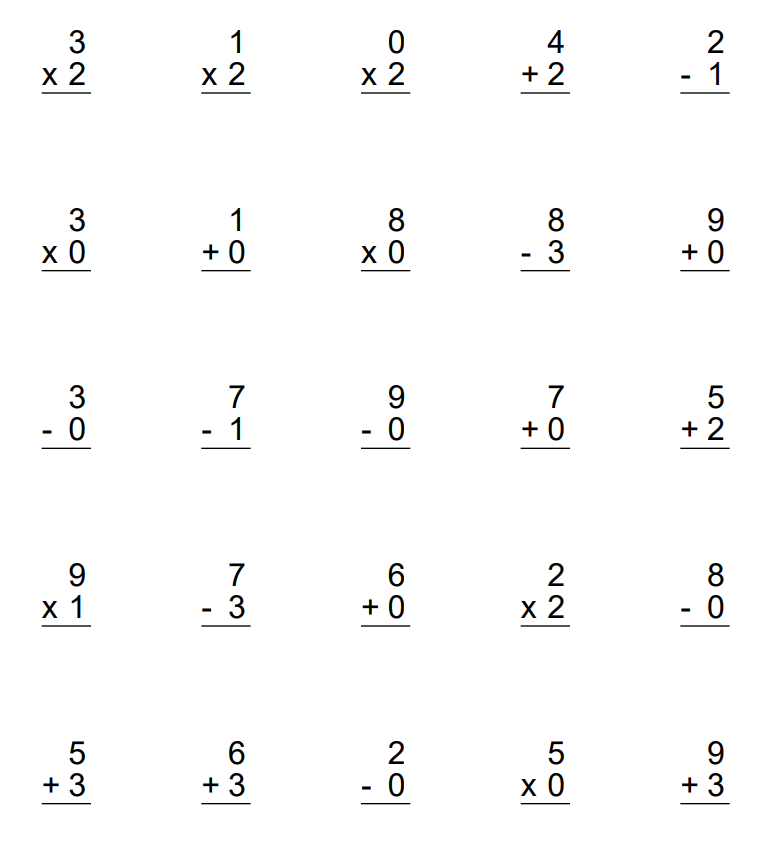 3 1 0 4 2
x 2 x 2 x 2 + 2 - 1
3 1 8 8 9
x 0 + 0 x 0 - 3 + 0
3 7 9 7 5
- 0 - 1 - 0 + 0 + 2
9 7 6 2 8
x 1 - 3 + 0 x 2 - 0
5 6 2 5 9
+ 3 + 3 - 0 x 0 + 3